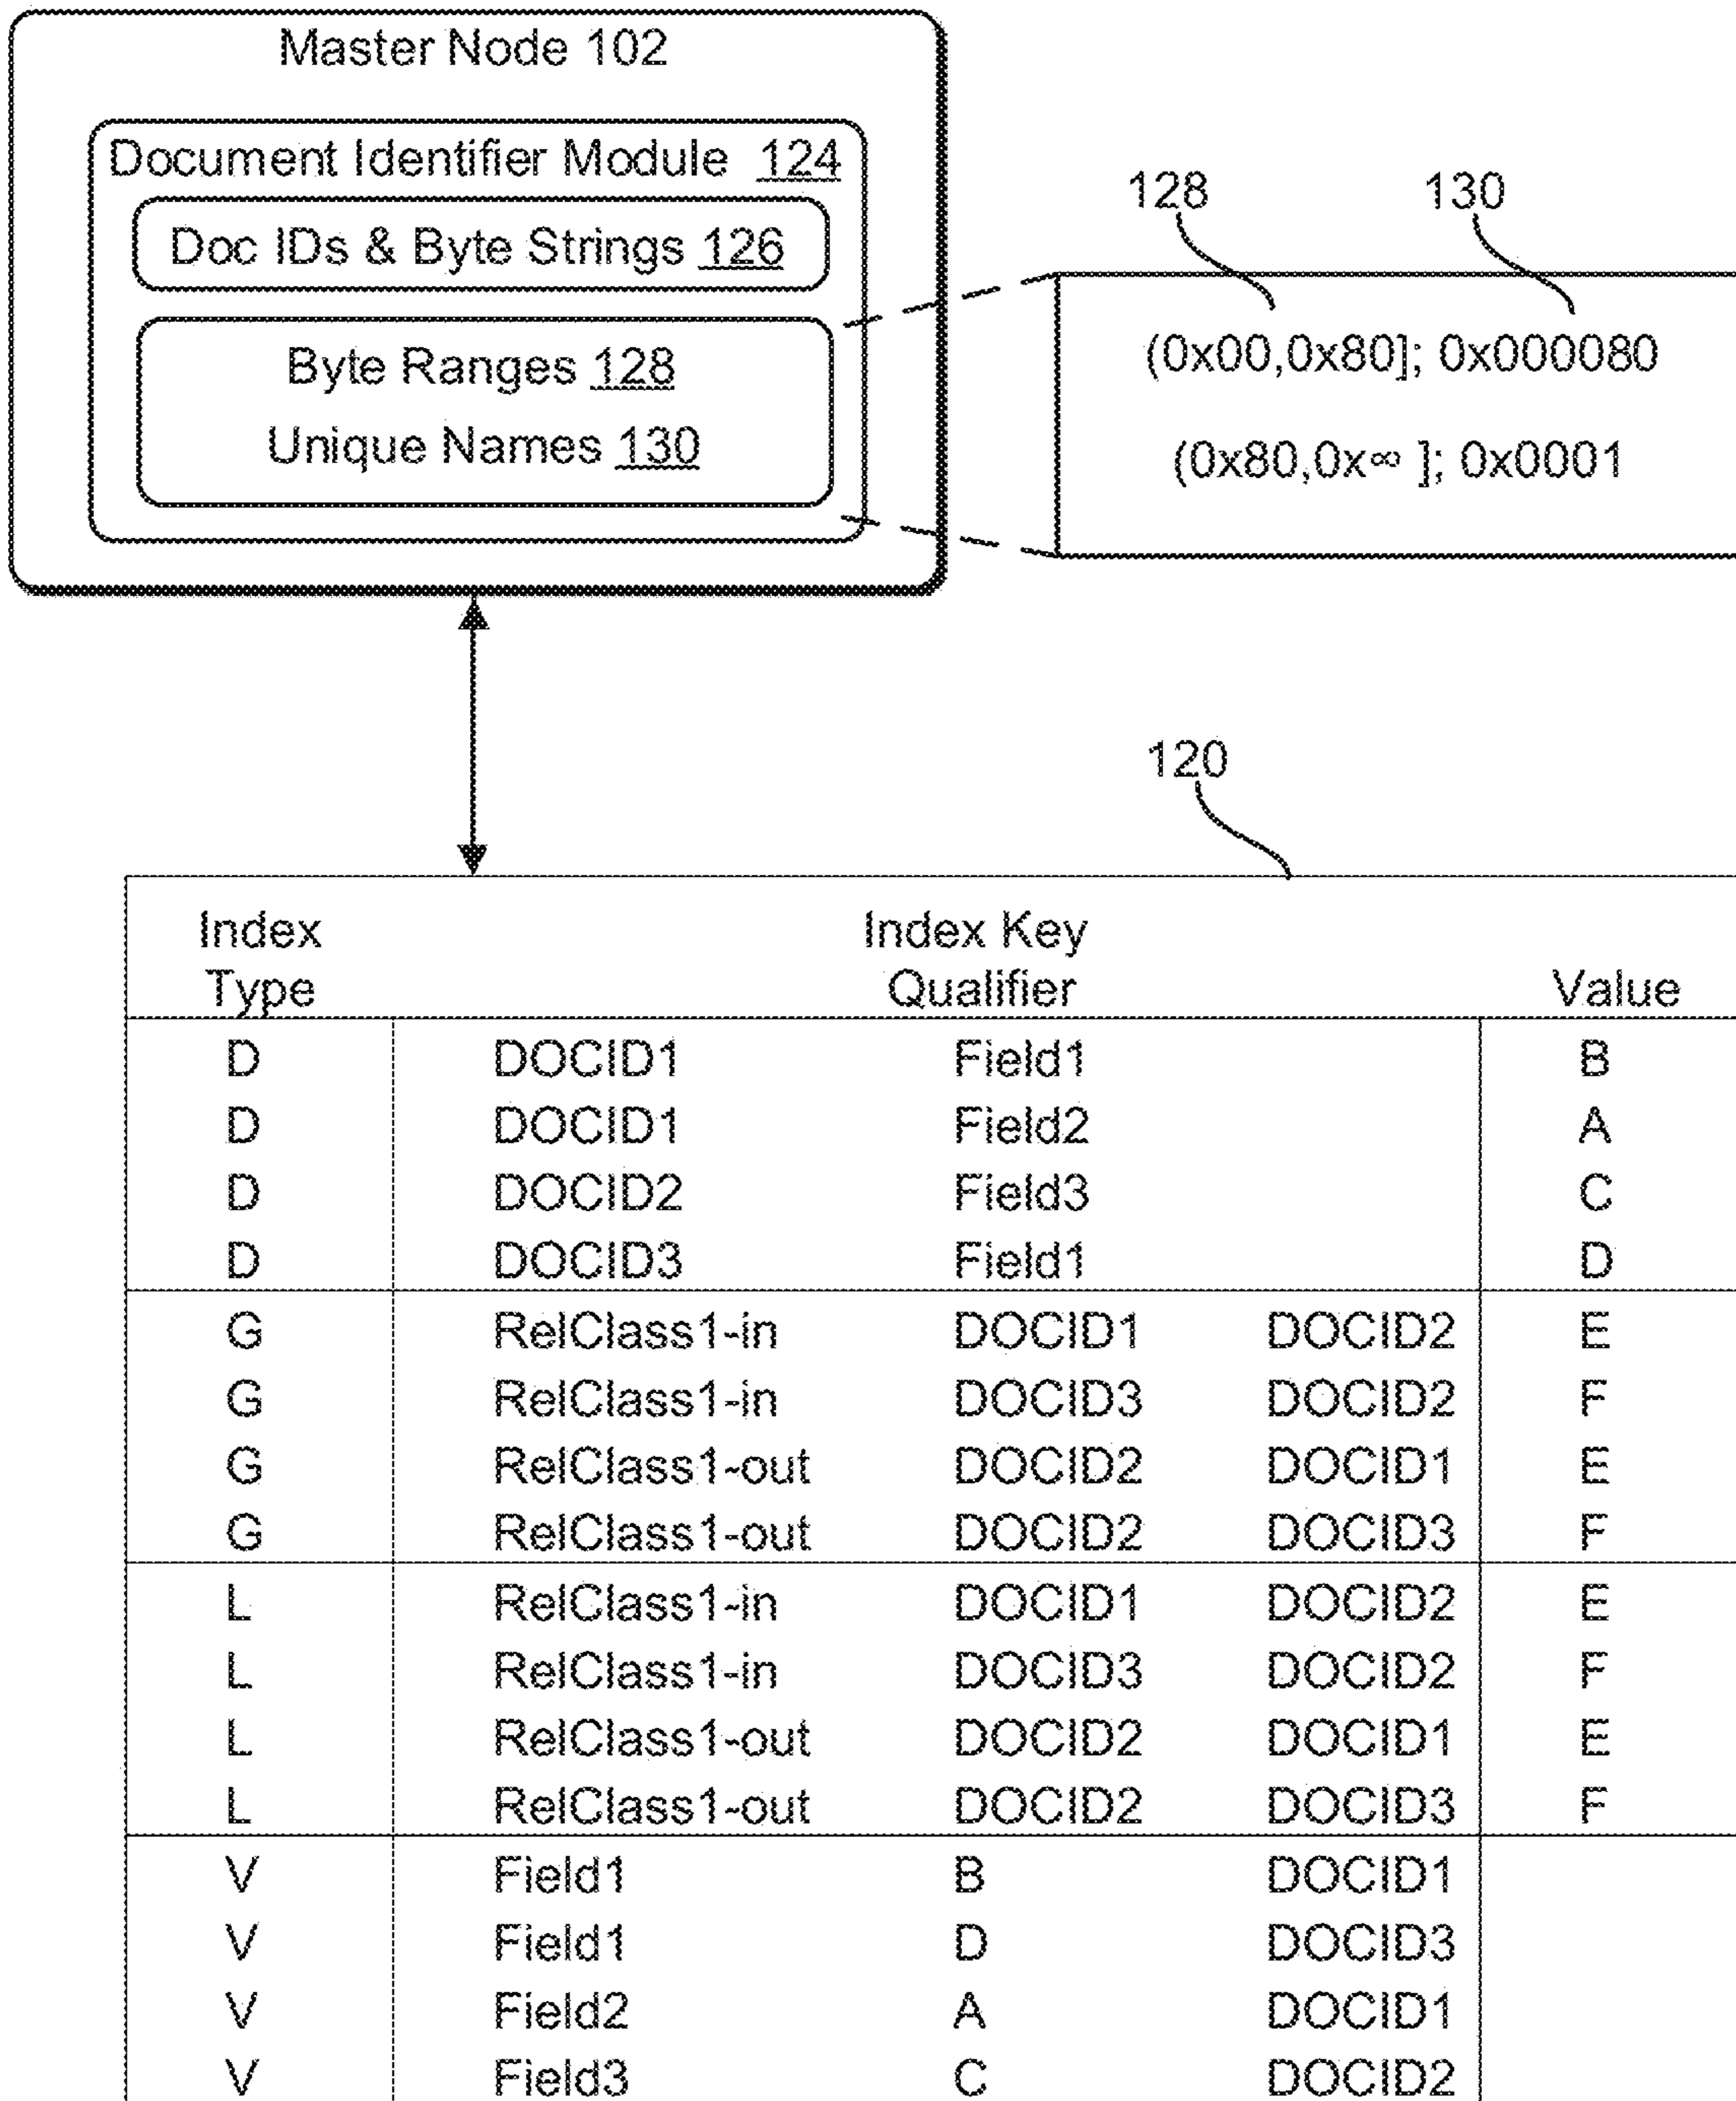 Master Node 102
Document Identifier Module 124
Doc IDs & Byte Strings 126
Byte Ranges 128
Unique Names 130
128 130
(0x00,0x80]; 0x000080
(0x80,0x∞ ]; 0x0001
120
Index Type Index Key Qualifier Value
D DOCID1 Field1 B
D DOCID1 Field2 A
D DOCID2 Field3 C
D DOCID3 Field1 D
G RelClass1-in DOCID1 DOCID2 E
G RelClass1-in DOCID3 DOCID2 F
G RelClass1-out DOCID2 DOCID1 E
G RelClass1-out DOCID2 DOCID3 F
L RelClass1-in DOCID1 DOCID2 E
L RelClass1-in DOCID3 DOCID2 F
L RelClass1-out DOCID2 DOCID1 E
L RelClass1-out DOCID2 DOCID3 F
V Field1 B DOCID1
V Field1 D DOCID3
V Field2 A DOCID1
V Field3 C DOCID2